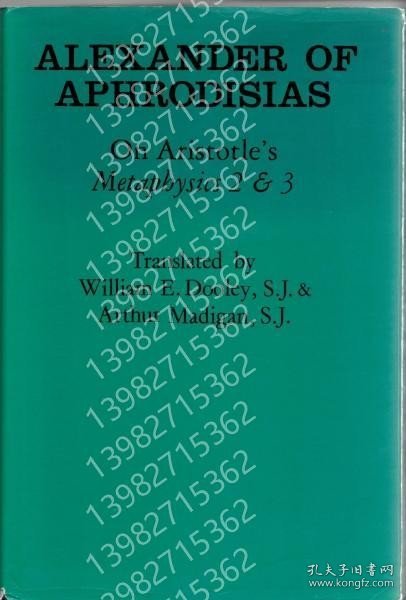 ALEXANDER OF
APHRODISIAS
On Aristotle's
Metaphysics 2 & 3
Translated by
William E. Dooley, S.J. &
Arthur Madigan, S.J.
13982715362
13982715362
13982715362
13982715362
13982715362
13982715362
13982715362
13982715362
13982715362
13982715362
孔夫子旧书网
www.kongfz.com